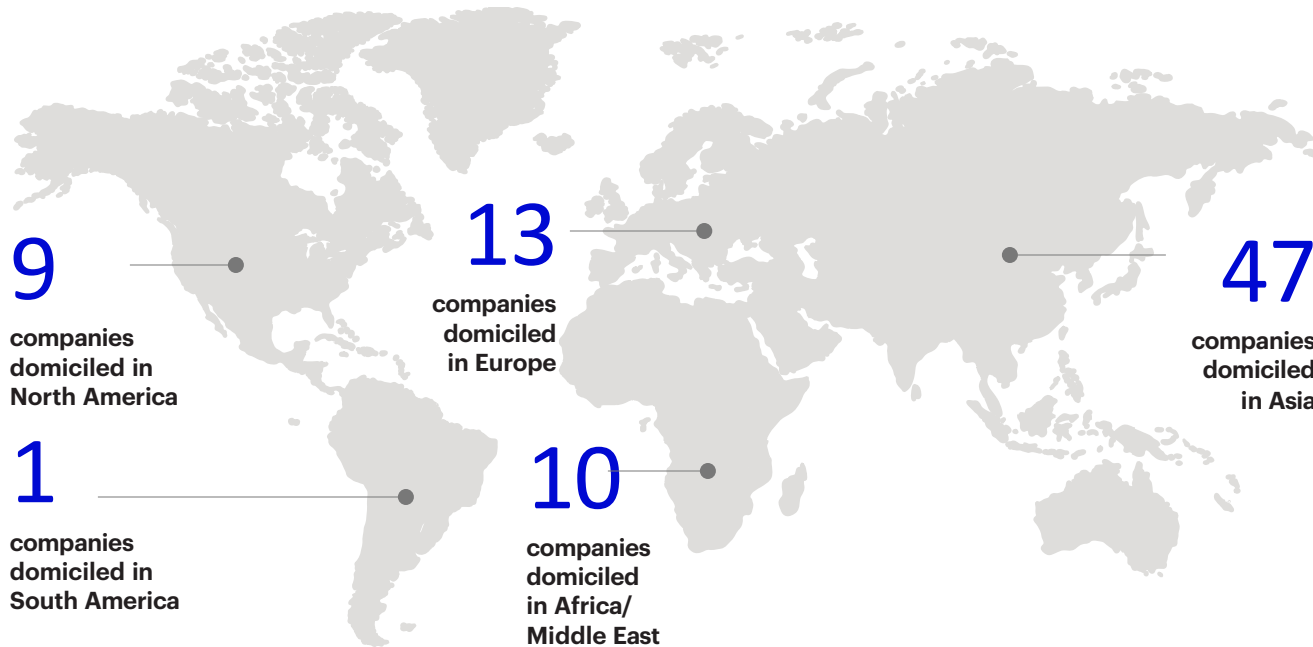 9
companies
domiciled in
North America
1
companies
domiciled in
South America
13
companies
domiciled
in Europe
10
companies
domiciled
in Africa/
Middle East
47
companies
domiciled
in Asia